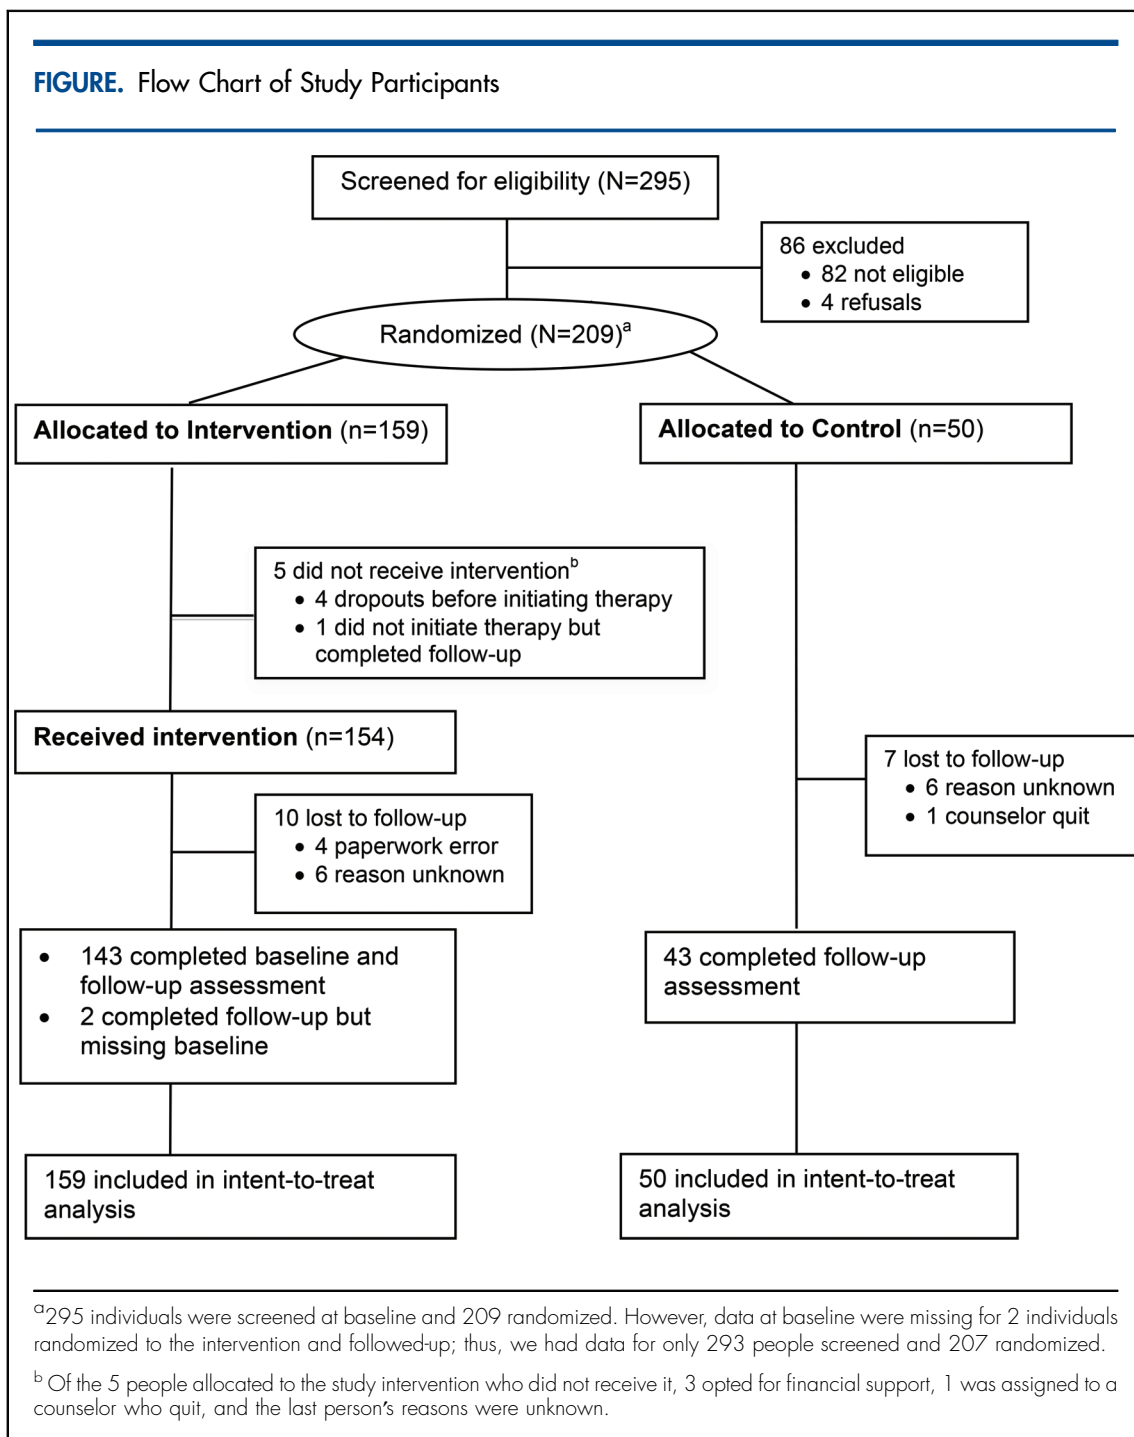 FIGURE. Flow Chart of Study Participants
Screened for eligibility (N=295)
86 excluded
• 82 not eligible
• 4 refusals
Randomized (N=209)a
Allocated to Intervention (n=159)
Allocated to Control (n=50)
5 did not receive interventionb
• 4 dropouts before initiating therapy
• 1 did not initiate therapy but
completed follow-up
Received intervention (n=154)
7 lost to follow-up
• 6 reason unknown
• 1 counselor quit
10 lost to follow-up
• 4 paperwork error
• 6 reason unknown
• 143 completed baseline and
follow-up assessment
• 2 completed follow-up but
missing baseline
43 completed follow-up
assessment
159 included in intent-to-treat
analysis
50 included in intent-to-treat
analysis
a295 individuals were screened at baseline and 209 randomized. However, data at baseline were missing for 2 individuals
randomized to the intervention and followed-up; thus, we had data for only 293 people screened and 207 randomized.
b Of the 5 people allocated to the study intervention who did not receive it, 3 opted for financial support, 1 was assigned to a
counselor who quit, and the last person's reasons were unknown.